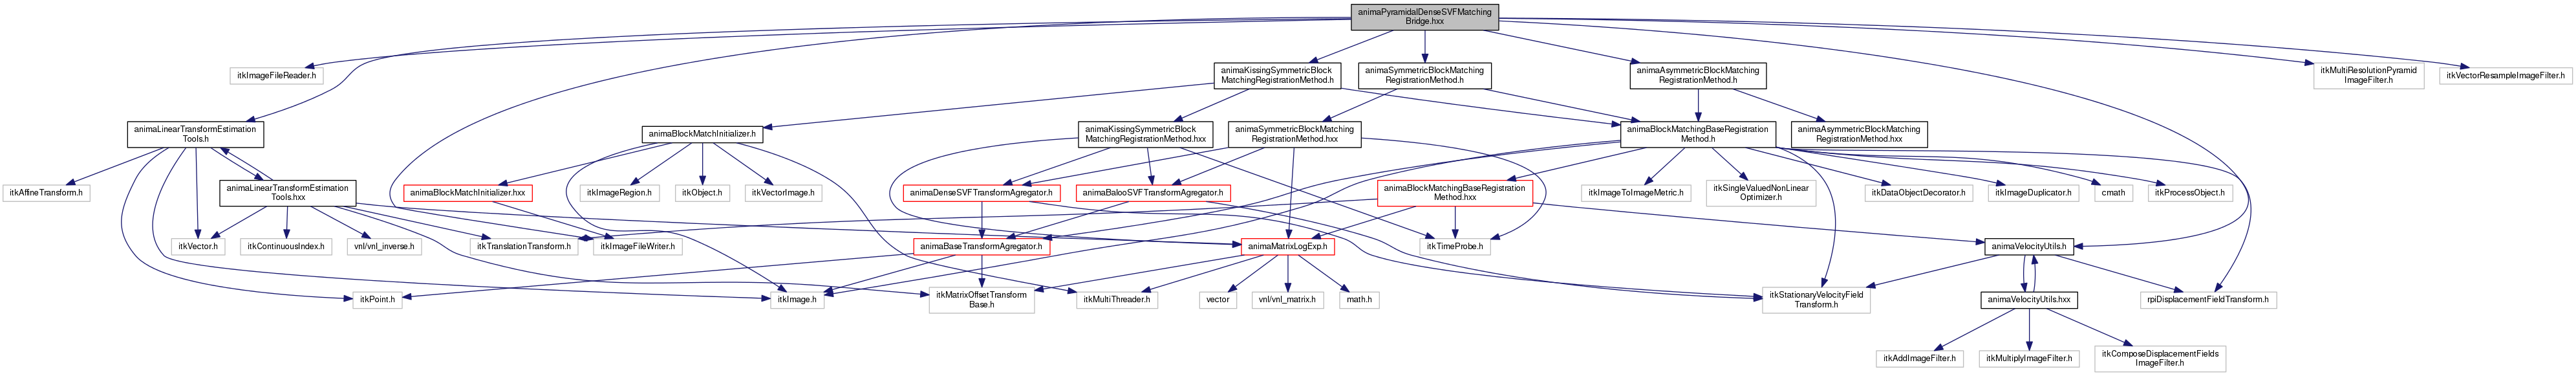 animaPyramidalDenseSVFMatching
Bridge.hxx
itkImageFileReader.h
animaKissingSymmetricBlock
MatchingRegistrationMethod.h
animaSymmetricBlockMatching
RegistrationMethod.h
animaAsymmetricBlockMatching
RegistrationMethod.h
itkMultiResolutionPyramid
ImageFilter.h
itkVectorResampleImageFilter.h
animaLinearTransformEstimation
Tools.h
animaBlockMatchInitializer.h
animaKissingSymmetricBlock
MatchingRegistrationMethod.hxx
animaSymmetricBlockMatching
RegistrationMethod.hxx
animaBlockMatchingBaseRegistration
Method.h
animaAsymmetricBlockMatching
RegistrationMethod.hxx
itkAffineTransform.h
animaLinearTransformEstimation
Tools.hxx
animaBlockMatchInitializer.hxx
itkImageRegion.h
itkObject.h
itkVectorImage.h
animaDenseSVFTransformAgregator.h
animaBalooSVFTransformAgregator.h
animaBlockMatchingBaseRegistration
Method.hxx
itkImageToImageMetric.h
itkSingleValuedNonLinear
Optimizer.h
itkDataObjectDecorator.h
itkImageDuplicator.h
cmath
itkProcessObject.h
itkVector.h
itkContinuousIndex.h
vnl/vnl_inverse.h
itkTranslationTransform.h
itkImageFileWriter.h
animaBaseTransformAgregator.h
animaMatrixLogExp.h
itkTimeProbe.h
animaVelocityUtils.h
itkPoint.h
itkImage.h
itkMatrixOffsetTransform
Base.h
itkMultiThreader.h
vector
vnl/vnl_matrix.h
math.h
itkStationaryVelocityField
Transform.h
animaVelocityUtils.hxx
rpiDisplacementFieldTransform.h
itkAddImageFilter.h
itkMultiplyImageFilter.h
itkComposeDisplacementFields
ImageFilter.h